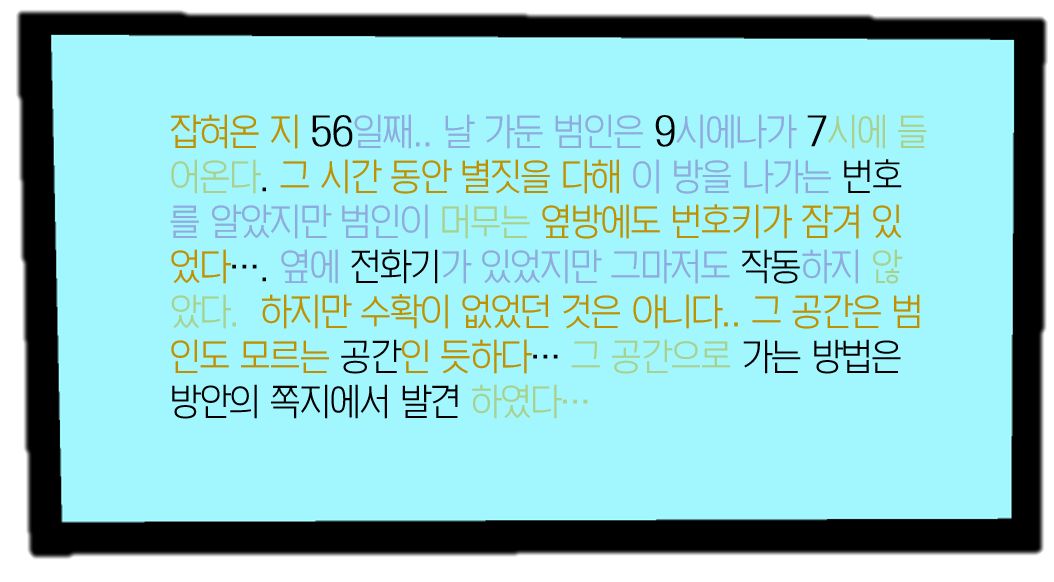 잡혀온 지 56일째.. 날 가둔 범인은 9시에나가 7시에 들
어온다. 그 시간 동안 별짓을 다해 이 방을 나가는 번호
를 알았지만 범인이 머무는 옆방에도 번호키가 잠겨 있
었다…. 옆에 전화기가 있었지만 그마저도 작동하지 않
았다. 하지만 수확이 없었던 것은 아니다.. 그 공간은 범
인도 모르는 공간인 듯하다… 그 공간으로 가는 방법은
방안의 쪽지에서 발견 하였다…